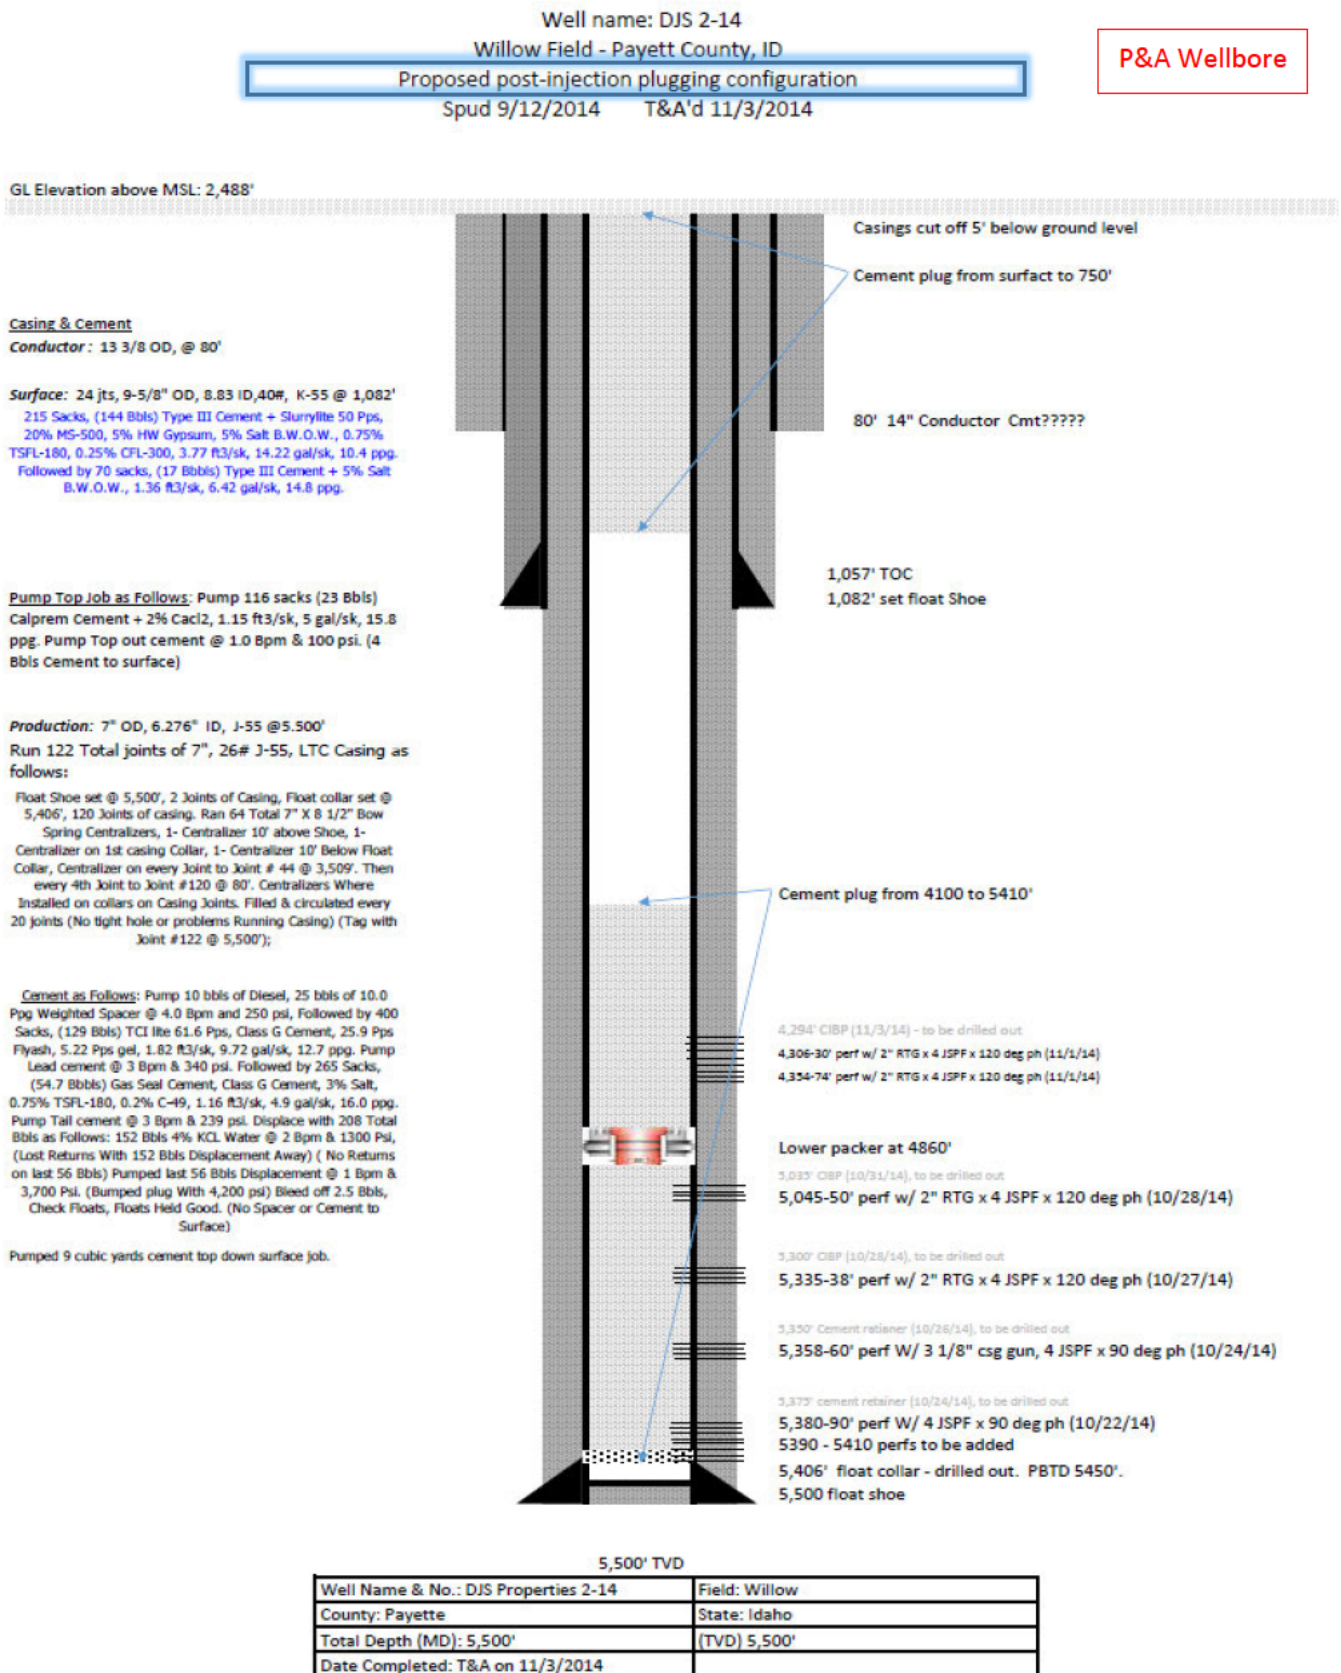 Well name: DJS 2-14
Willow Field - Payett County, ID
Proposed post-injection plugging configuration
Spud 9/12/2014 T&A'd 11/3/2014
P&A Wellbore
GL Elevation above MSL: 2,488'
Casings cut off 5' below ground level
Cement plug from surfact to 750'
Casing & Cement
Conductor : 13 3/8 OD, @ 80'
Surface: 24 jts, 9-5/8" OD, 8.83 ID,40#, K-55 @ 1,082'
215 Sacks, (144 Bbls) Type III Cement + Slurrylite 50 Pps,
20% MS-500, 5% HW Gypsum, 5% Salt B.W.O.W., 0.75%
TSFL-180, 0.25% CFL-300, 3.77 ft3/sk, 14.22 gal/sk, 10.4 ppg.
Followed by 70 sacks, (17 Bbbls) Type III Cement + 5% Salt
B.W.O.W., 1.36 ft3/sk, 6.42 gal/sk, 14.8 ppg.
80' 14" Conductor Cmt?????
1,057' TOC
1,082' set float Shoe
Pump Top Job as Follows: Pump 116 sacks (23 Bbls)
Calprem Cement + 2% Cacl2, 1.15 ft3/sk, 5 gal/sk, 15.8
ppg. Pump Top out cement @ 1.0 Bpm & 100 psi. (4
Bbls Cement to surface)
Production: 7" OD, 6.276" ID, J-55 @5.500'
Run 122 Total joints of 7", 26# J-55, LTC Casing as
follows:
Float Shoe set @ 5,500', 2 Joints of Casing, Float collar set @
5,406', 120 Joints of casing. Ran 64 Total 7" X 8 1/2" Bow
Spring Centralizers, 1- Centralizer 10' above Shoe, 1-
Centralizer on 1st casing Collar, 1- Centralizer 10' Below Float
Collar, Centralizer on every Joint to Joint # 44 @ 3,509'. Then
every 4th Joint to Joint #120 @ 80'. Centralizers Where
Installed on collars on Casing Joints. Filled & circulated every
20 joints (No tight hole or problems Running Casing) (Tag with
Joint #122 @ 5,500');
Cement plug from 4100 to 5410'
Cement as Follows: Pump 10 bbls of Diesel, 25 bbls of 10.0
Ppg Weighted Spacer @ 4.0 Bpm and 250 psi, Followed by 400
Sacks, (129 Bbls) TCI lite 61.6 Pps, Class G Cement, 25.9 Pps
Flyash, 5.22 Pps gel, 1.82 ft3/sk, 9.72 gal/sk, 12.7 ppg. Pump
Lead cement @ 3 Bpm & 340 psi. Followed by 265 Sacks,
(54.7 Bbbls) Gas Seal Cement, Class G Cement, 3% Salt,
0.75% TSFL-180, 0.2% C-49, 1.16 ft3/sk, 4.9 gal/sk, 16.0 ppg.
Pump Tail cement @ 3 Bpm & 239 psi. Displace with 208 Total
Bbls as Follows: 152 Bbls 4% KCL Water @ 2 Bpm & 1300 Psi,
(Lost Returns With 152 Bbls Displacement Away) ( No Returns
on last 56 Bbls) Pumped last 56 Bbls Displacement @ 1 Bpm &
3,700 Psi. (Bumped plug With 4,200 psi) Bleed off 2.5 Bbls,
Check Floats, Floats Held Good. (No Spacer or Cement to
Surface)
Pumped 9 cubic yards cement top down surface job.
4,294' CIBP (11/3/14) - to be drilled out
4,306-30' perf w/ 2" RTG x 4 JSPF x 120 deg ph (11/1/14)
4,354-74' perf w/ 2" RTG x 4 JSPF x 120 deg ph (11/1/14)
Lower packer at 4860'
5,035' CIBP (10/31/14), to be drilled out
5,045-50' perf w/ 2" RTG x 4 JSPF x 120 deg ph (10/28/14)
5,300' CIBP (10/28/14), to be drilled out
5,335-38' perf w/ 2" RTG x 4 JSPF x 120 deg ph (10/27/14)
5,350' Cement ratianer (10/26/14), to be drilled out
5,358-60' perf W/ 3 1/8" csg gun, 4 JSPF x 90 deg ph (10/24/14)
5,375' cement retainer (10/24/14), to be drilled out
5,380-90' perf W/ 4 JSPF x 90 deg ph (10/22/14)
5390 - 5410 perfs to be added
5,406' float collar - drilled out. PBTD 5450'.
5,500 float shoe
5,500' TVD
Well Name & No.: DJS Properties 2-14 Field: Willow
County: Payette State: Idaho
Total Depth (MD): 5,500' (TVD) 5,500'
Date Completed: T&A on 11/3/2014